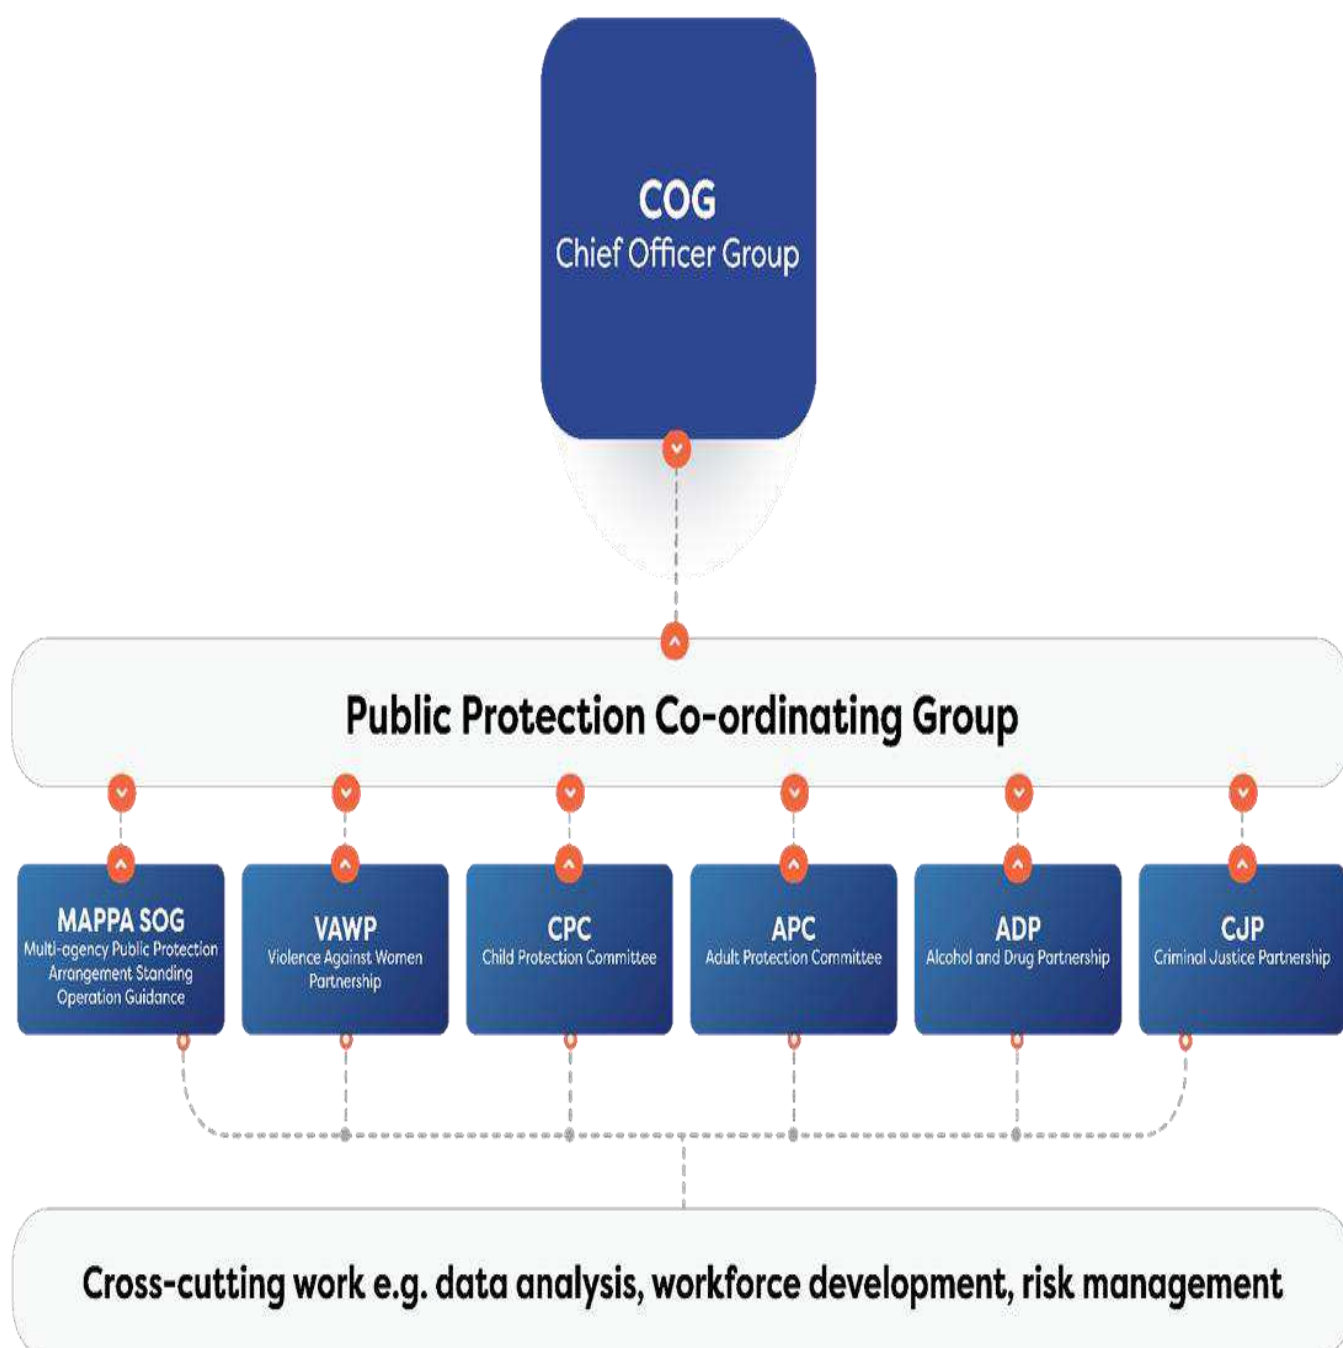 COG
Chief Officer Group
Public Protection Co-ordinating Group
MAPPA SOG
Multi-agency Public Protection
Arrangement Standing
Operation Guidance
VAWP
Violence Against Women
Partnership
CPC
Child Protection Committee
APC
Adult Protection Committee
ADP
Alcohol and Drug Partnership
CJP
Criminal Justice Partnership
Cross-cutting work e.g. data analysis, workforce development, risk management